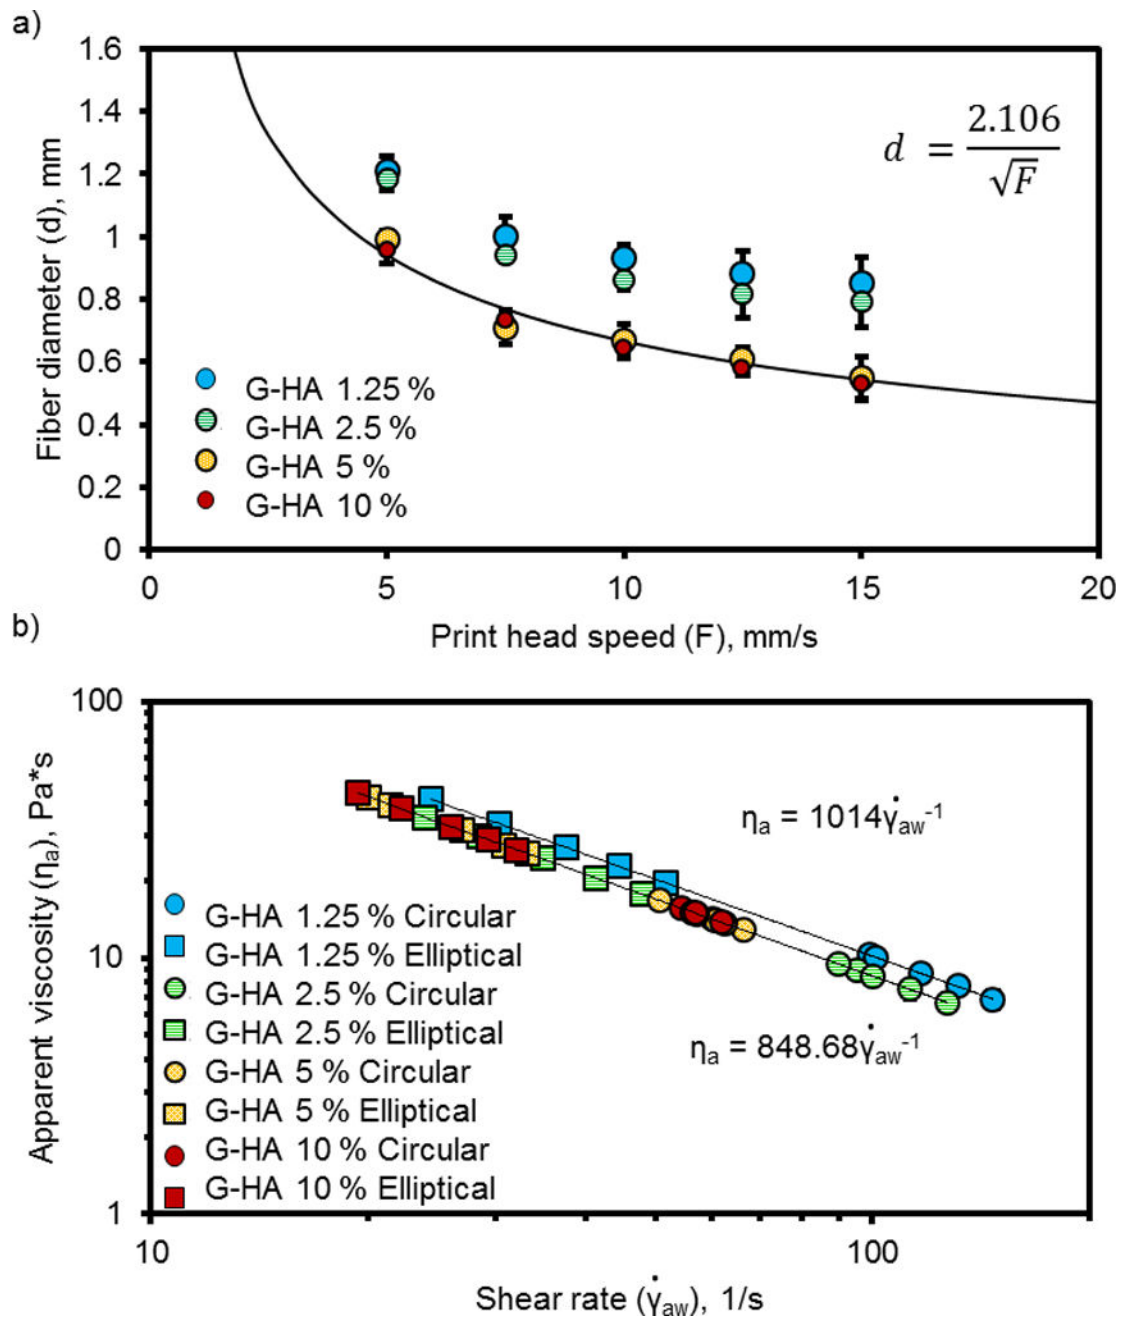 a)
1.6
1.4
1.2
1
0.8
0.6
0.4
0.2
0
Fiber diameter (d), mm
d = 2.106/√F
G-HA 1.25 %
G-HA 2.5 %
G-HA 5 %
G-HA 10 %
0 5 10 15 20
Print head speed (F), mm/s
b)
100
10
1
Apparent viscosity (ηa), Pa*s
ηa = 1014γ̇aw⁻¹
ηa = 848.68γ̇aw⁻¹
G-HA 1.25 % Circular
G-HA 1.25 % Elliptical
G-HA 2.5 % Circular
G-HA 2.5 % Elliptical
G-HA 5 % Circular
G-HA 5 % Elliptical
G-HA 10 % Circular
G-HA 10 % Elliptical
10 100
Shear rate (γ̇aw), 1/s